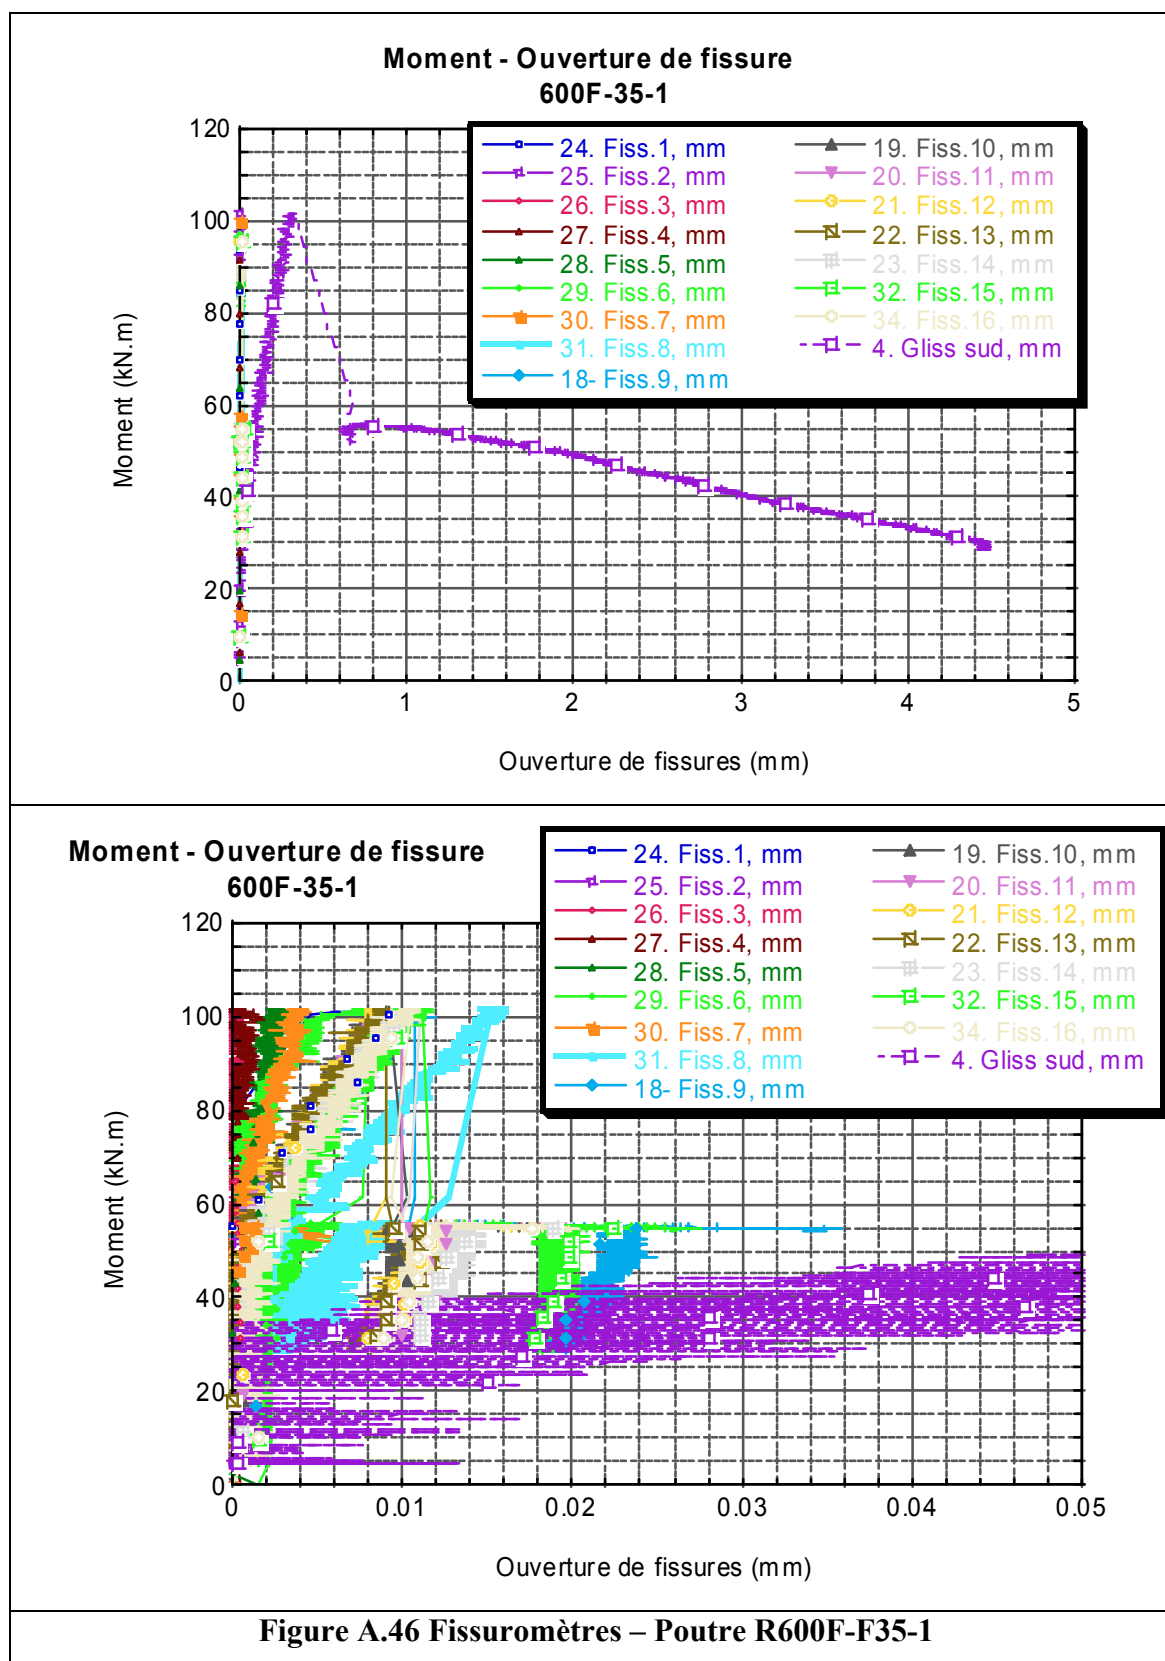 Moment - Ouverture de fissure
600F-35-1
24. Fiss.1, mm
25. Fiss.2, mm
26. Fiss.3, mm
27. Fiss.4, mm
28. Fiss.5, mm
29. Fiss.6, mm
30. Fiss.7, mm
31. Fiss.8, mm
18- Fiss.9, mm
19. Fiss.10, mm
20. Fiss.11, mm
21. Fiss.12, mm
22. Fiss.13, mm
23. Fiss.14, mm
32. Fiss.15, mm
34. Fiss.16, mm
4. Gliss sud, mm
Moment (kN.m)
120
100
80
60
40
20
0
0 1 2 3 4 5
Ouverture de fissures (mm)
Moment - Ouverture de fissure
600F-35-1
24. Fiss.1, mm
25. Fiss.2, mm
26. Fiss.3, mm
27. Fiss.4, mm
28. Fiss.5, mm
29. Fiss.6, mm
30. Fiss.7, mm
31. Fiss.8, mm
18- Fiss.9, mm
19. Fiss.10, mm
20. Fiss.11, mm
21. Fiss.12, mm
22. Fiss.13, mm
23. Fiss.14, mm
32. Fiss.15, mm
34. Fiss.16, mm
4. Gliss sud, mm
Moment (kN.m)
120
100
80
60
40
20
0
0 0.01 0.02 0.03 0.04 0.05
Ouverture de fissures (mm)
Figure A.46 Fissuromètres – Poutre R600F-F35-1